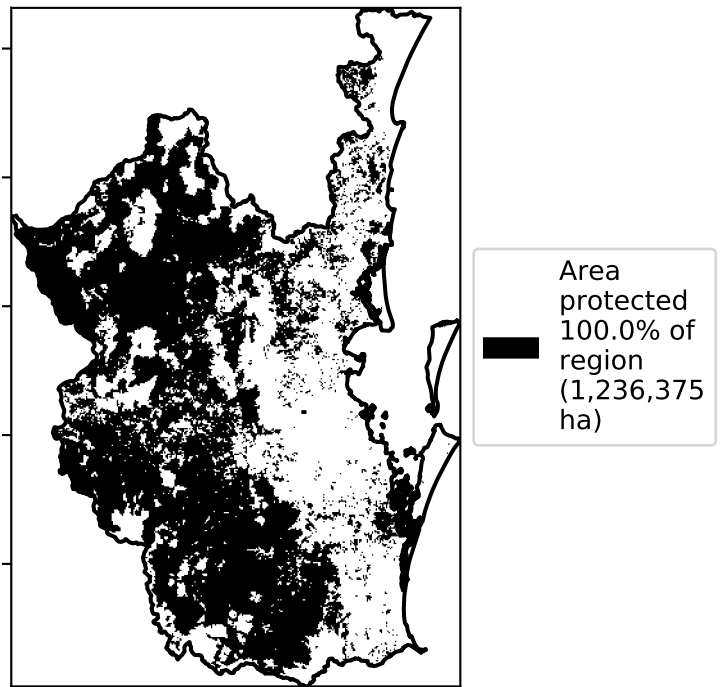 Area
protected
100.0% of
region
(1,236,375
ha)